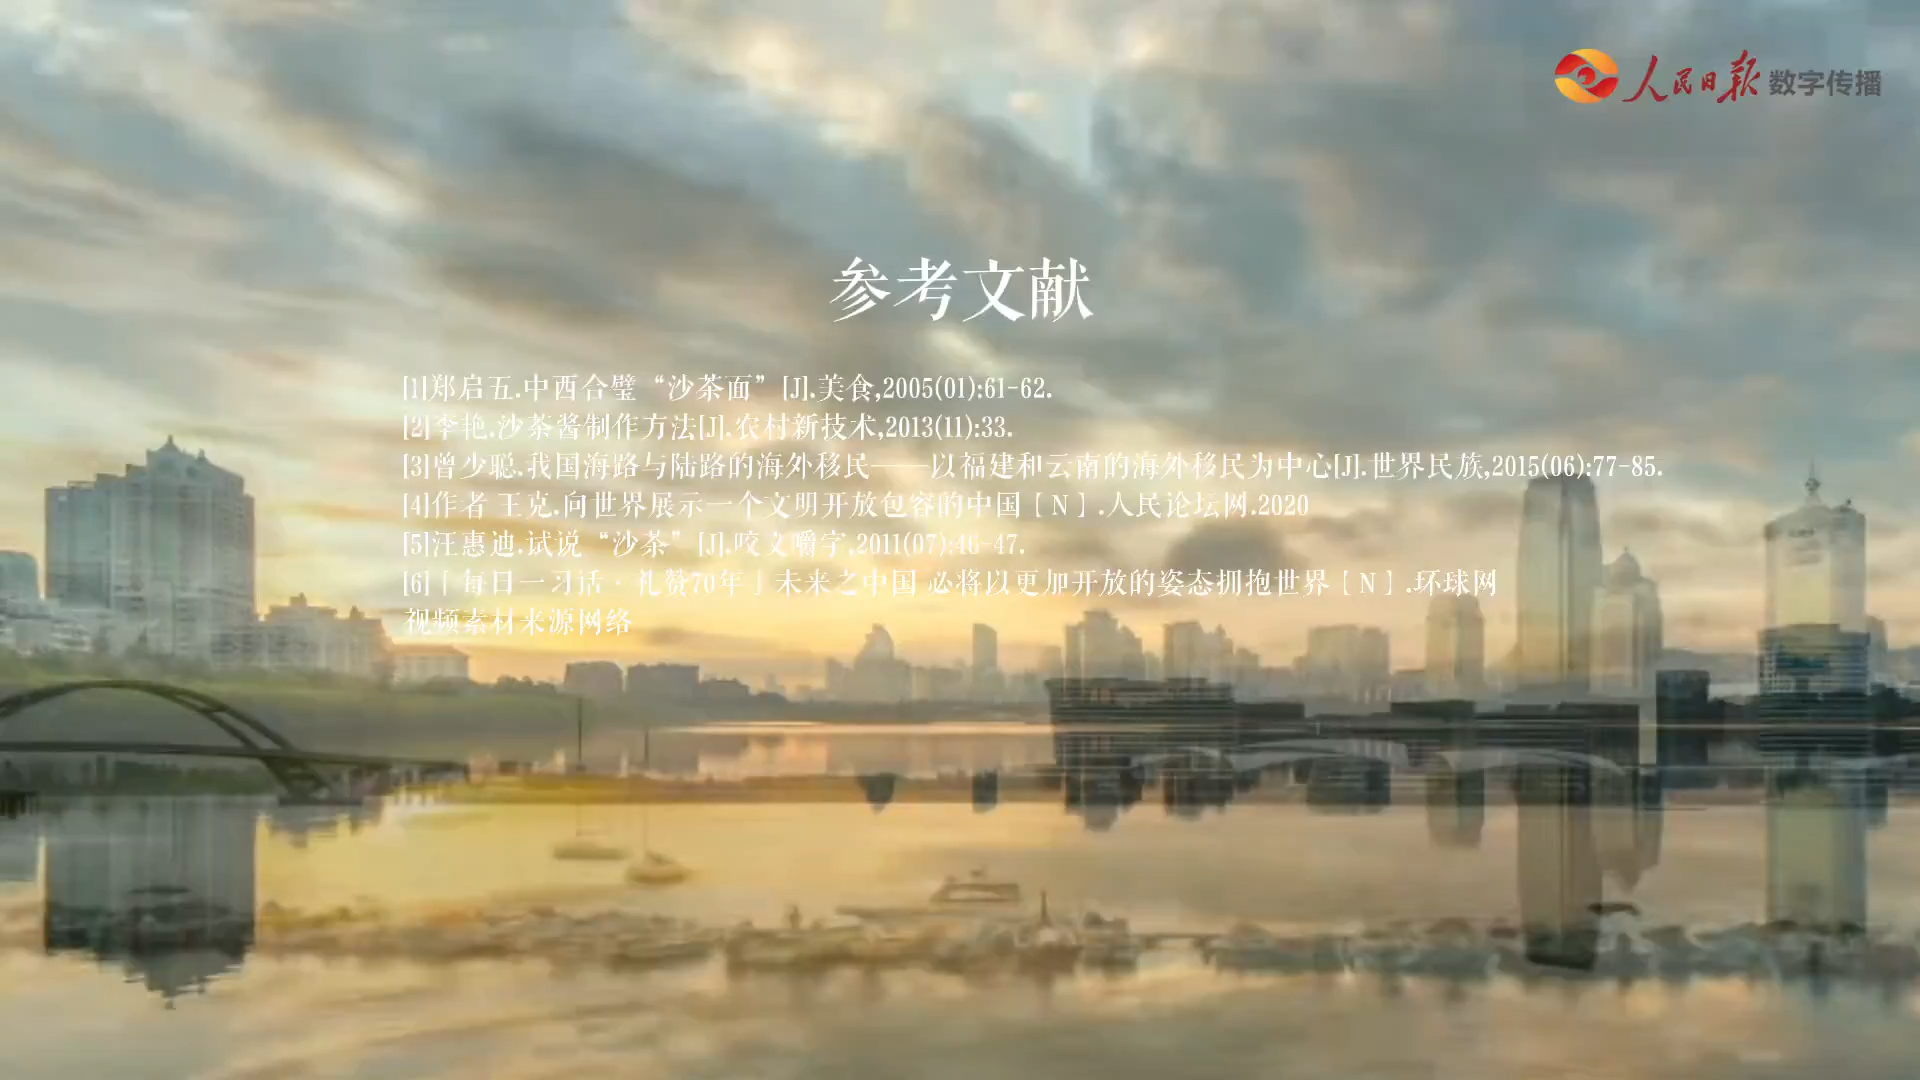 人民日报 数字传播
参考文献
[1]郑启五.中西合璧“沙茶面”[J].美食,2005(01):61-62.
[2]李艳.沙茶酱制作方法[J].农村新技术,2013(11):33.
[3]曾少聪.我国海路与陆路的海外移民——以福建和云南的海外移民为中心[J].世界民族,2015(06):77-85.
[4]作者 王克.向世界展示一个文明开放包容的中国［N］.人民论坛网.2020
[5]汪惠迪.试说“沙茶”[J].咬文嚼字,2011(07):46-47.
[6]「每日一习话·礼赞70年」未来之中国 必将以更加开放的姿态拥抱世界［N］.环球网
视频素材来源网络